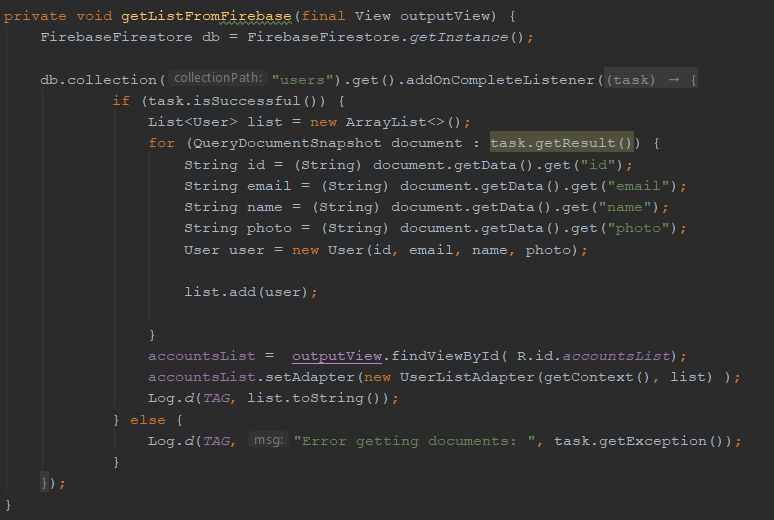 private void getListFromFirebase(final View outputView) {
    FirebaseFirestore db = FirebaseFirestore.getInstance();

    db.collection( collectionPath: "users").get().addOnCompleteListener((task) → {
            if (task.isSuccessful()) {
                List<User> list = new ArrayList<>();
                for (QueryDocumentSnapshot document : task.getResult()) {
                    String id = (String) document.getData().get("id");
                    String email = (String) document.getData().get("email");
                    String name = (String) document.getData().get("name");
                    String photo = (String) document.getData().get("photo");
                    User user = new User(id, email, name, photo);

                    list.add(user);

                }
                accountsList =  outputView.findViewById( R.id.accountsList);
                accountsList.setAdapter(new UserListAdapter(getContext(), list) );
                Log.d(TAG, list.toString());
            } else {
                Log.d(TAG, msg: "Error getting documents: ", task.getException());
            }
    });
}